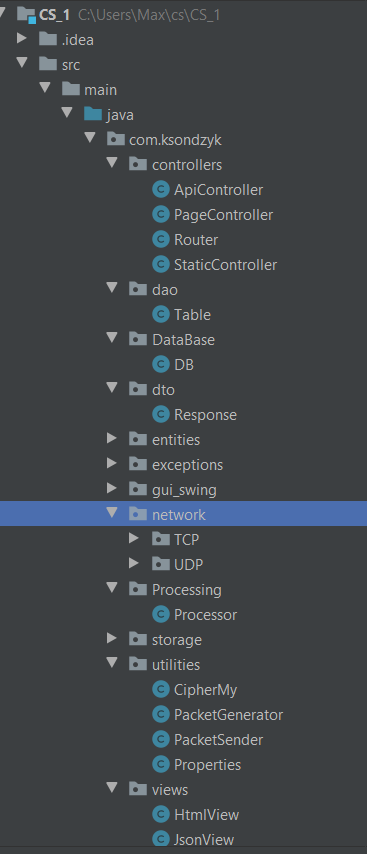 CS_1 C:\Users\Max\cs\CS_1
.idea
src
main
java
com.ksondzyk
controllers
C ApiController
C PageController
C Router
C StaticController
dao
C Table
DataBase
C DB
dto
C Response
entities
exceptions
gui_swing
network
TCP
UDP
Processing
C Processor
storage
utilities
C CipherMy
C PacketGenerator
C PacketSender
C Properties
views
C HtmlView
C JsonView